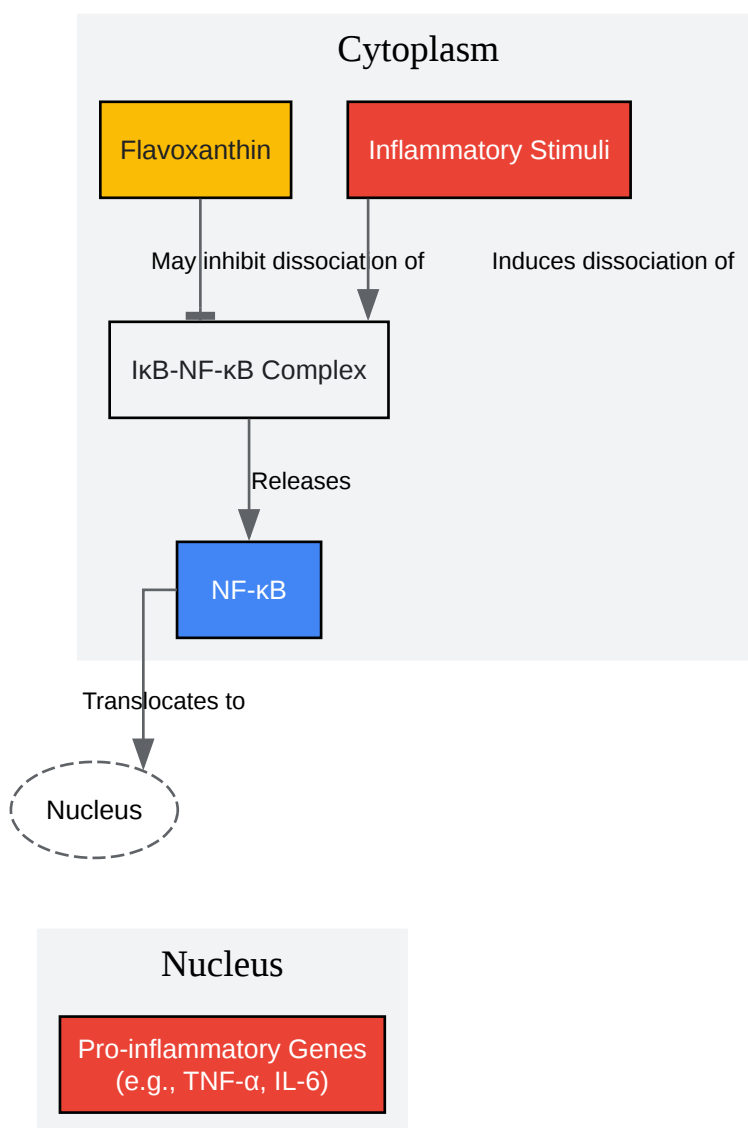 Cytoplasm
Flavoxanthin
Inflammatory Stimuli
May inhibit dissociation of
Induces dissociation of
IκB-NF-κB Complex
Releases
NF-κB
Translocates to
Nucleus
Nucleus
Pro-inflammatory Genes
(e.g., TNF-α, IL-6)